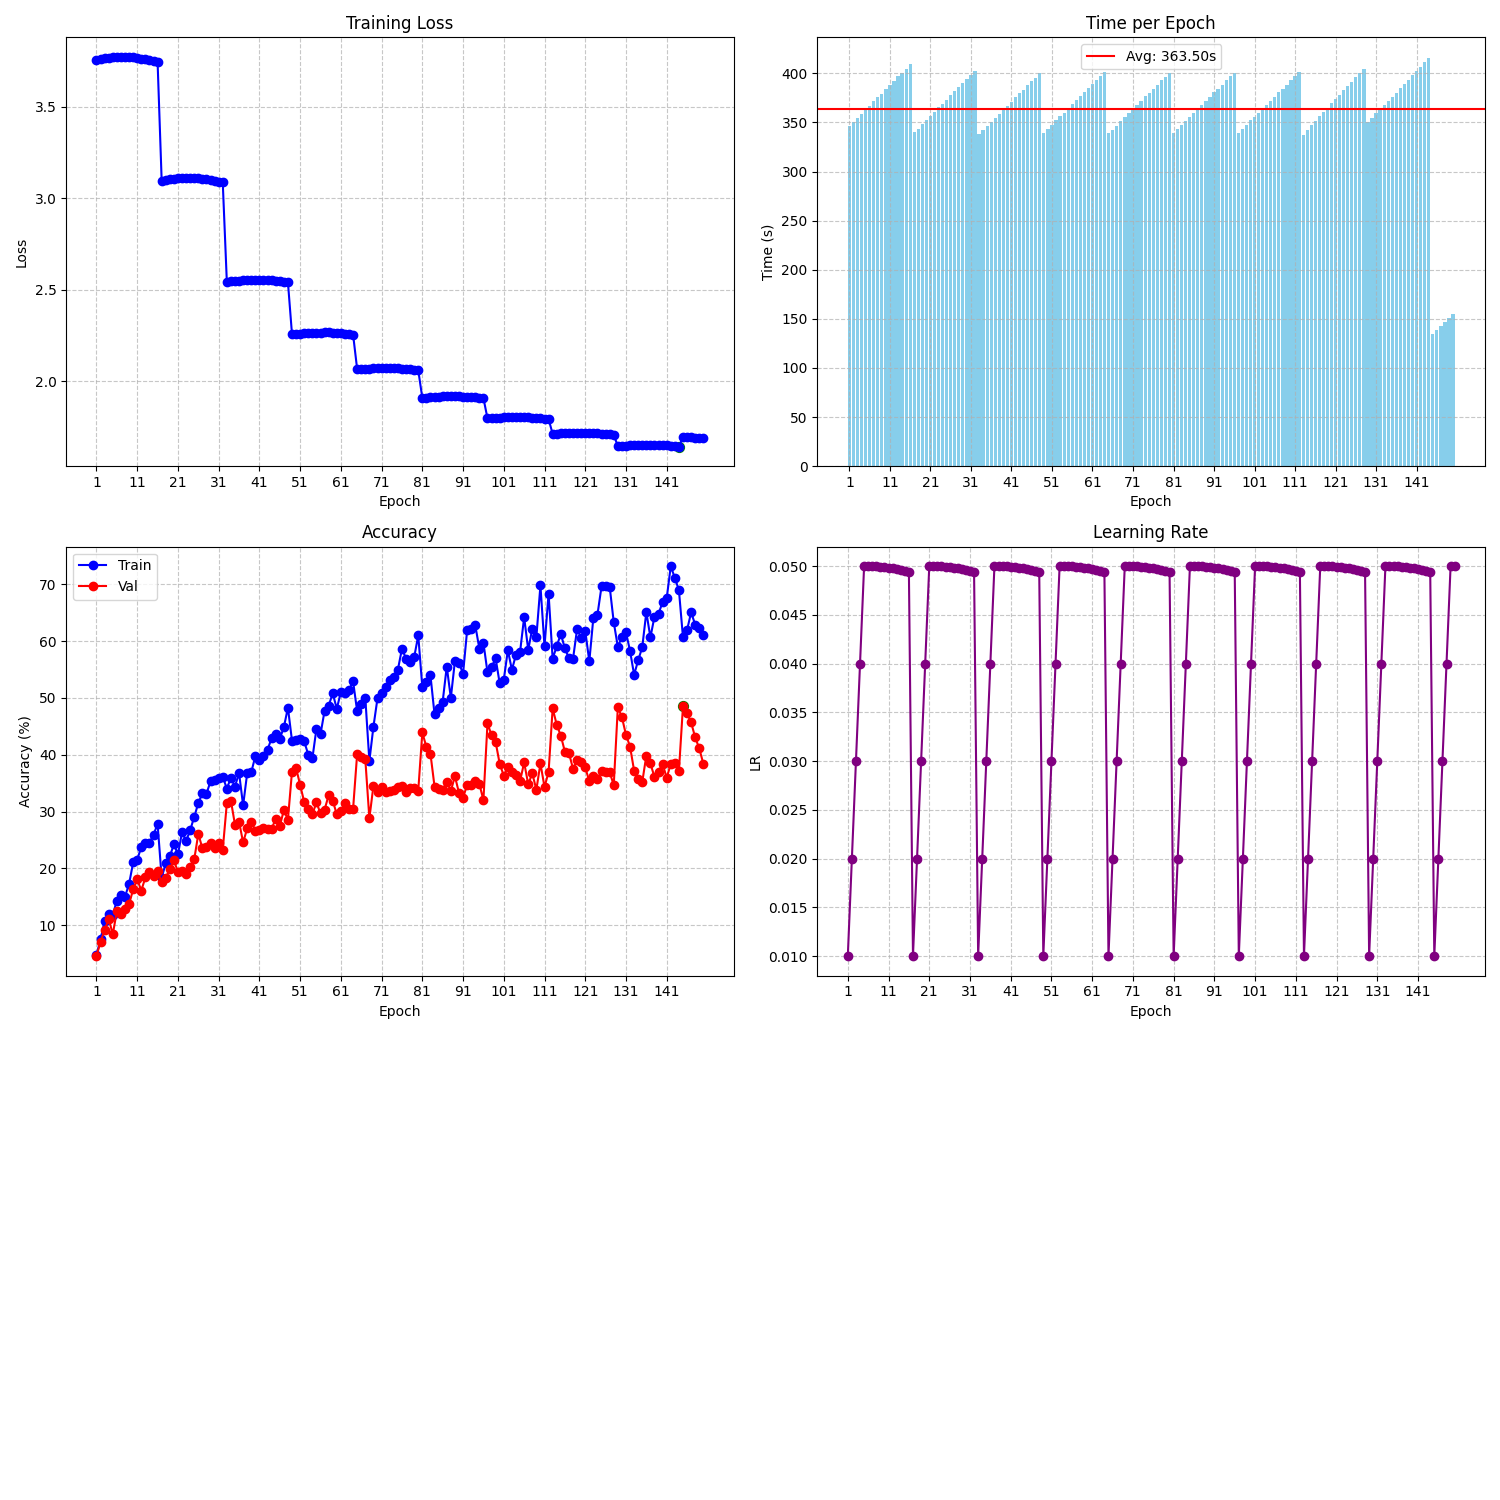 Training Loss
Loss
3.5
3.0
2.5
2.0
1 11 21 31 41 51 61 71 81 91 101 111 121 131 141
Epoch
Time per Epoch
Avg: 363.50s
Time (s)
400
350
300
250
200
150
100
50
0
1 11 21 31 41 51 61 71 81 91 101 111 121 131 141
Epoch
Accuracy
Train
Val
Accuracy (%)
70
60
50
40
30
20
10
1 11 21 31 41 51 61 71 81 91 101 111 121 131 141
Epoch
Learning Rate
LR
0.050
0.045
0.040
0.035
0.030
0.025
0.020
0.015
0.010
1 11 21 31 41 51 61 71 81 91 101 111 121 131 141
Epoch